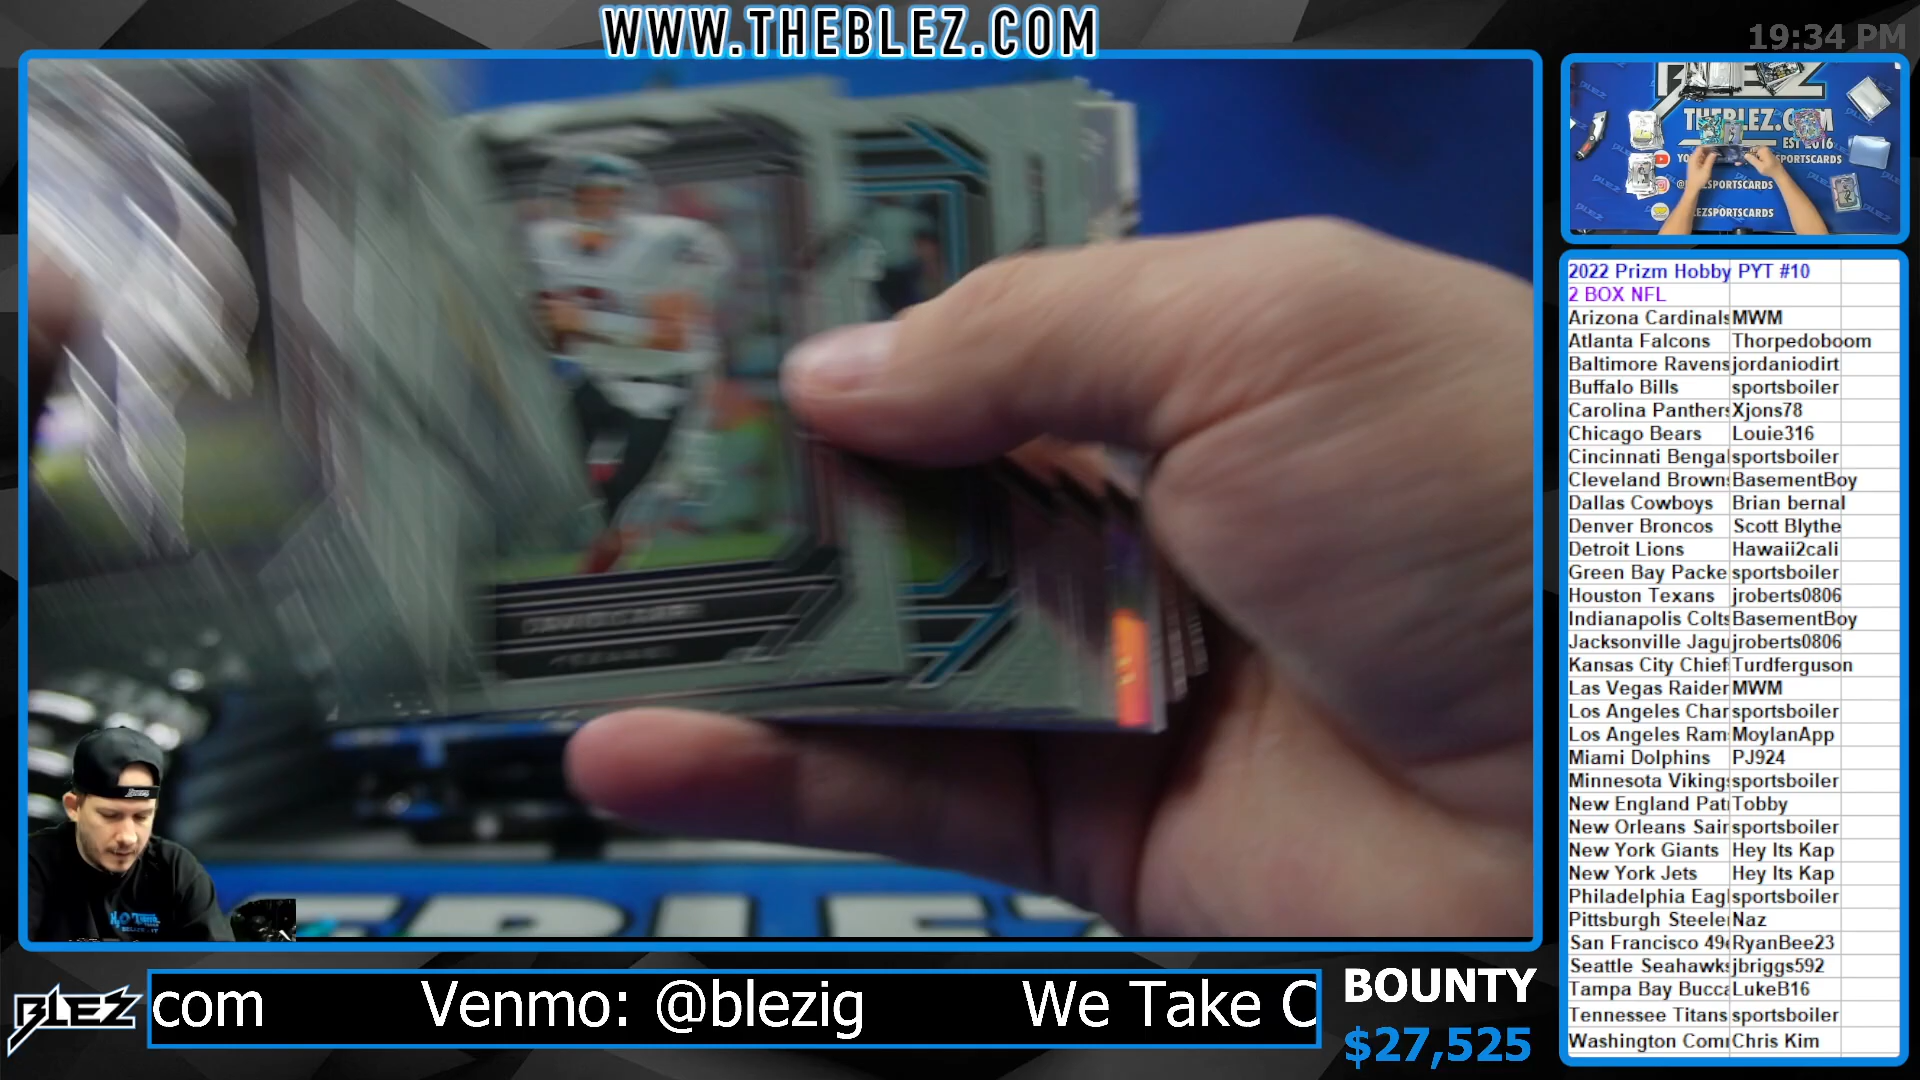 WWW.THEBLEZ.COM
19:34 PM
THEBLEZ.C M
EST 2016
SPORTSCARDS
2022 Prizm Hobby PYT #10
2 BOX NFL
Arizona Cardinals MWM
Atlanta Falcons Thorpedoboom
Baltimore Ravens jordaniodirt
Buffalo Bills sportsboiler
Carolina Panthers Xjons78
Chicago Bears Louie316
Cincinnati Bengal sportsboiler
Cleveland Browns BasementBoy
Dallas Cowboys Brian bernal
Denver Broncos Scott Blythe
Detroit Lions Hawaii2cali
Green Bay Packe sportsboiler
Houston Texans jroberts0806
Indianapolis Colts BasementBoy
Jacksonville Jagu jroberts0806
Kansas City Chief Turdferguson
Las Vegas Raider MWM
Los Angeles Char sportsboiler
Los Angeles Ram MoylanApp
Miami Dolphins PJ924
Minnesota Vikings sportsboiler
New England Pat Tobby
New Orleans Sair sportsboiler
New York Giants Hey Its Kap
New York Jets Hey Its Kap
Philadelphia Eagl sportsboiler
Pittsburgh Steele Naz
San Francisco 49 RyanBee23
Seattle Seahawks jbriggs592
Tampa Bay Bucca LukeB16
Tennessee Titans sportsboiler
Washington Com Chris Kim
BLEZ
com Venmo: @blezig We Take C
BOUNTY
$27,525